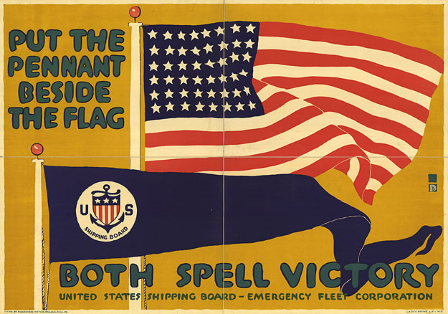 PUT THE
PENNANT
BESIDE
THE FLAG
U S
SHIPPING BOARD
BOTH SPELL VICTORY
UNITED STATES SHIPPING BOARD - EMERGENCY FLEET CORPORATION